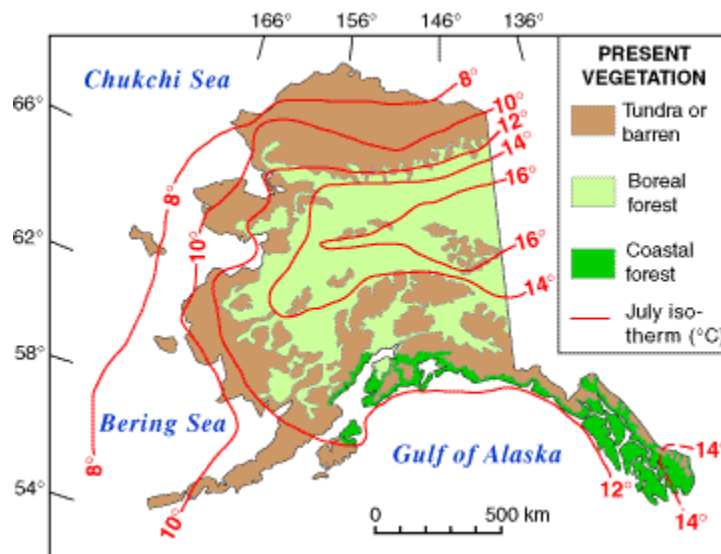 166° 156° 146° 136°
Chukchi Sea
66°
62°
58°
54°
8°
10°
12°
14°
16°
16°
14°
8°
10°
Bering Sea
8°
10°
Gulf of Alaska
12°
14°
14°
0 500 km
PRESENT
VEGETATION
Tundra or
barren
Boreal
forest
Coastal
forest
July iso-
therm (°C)